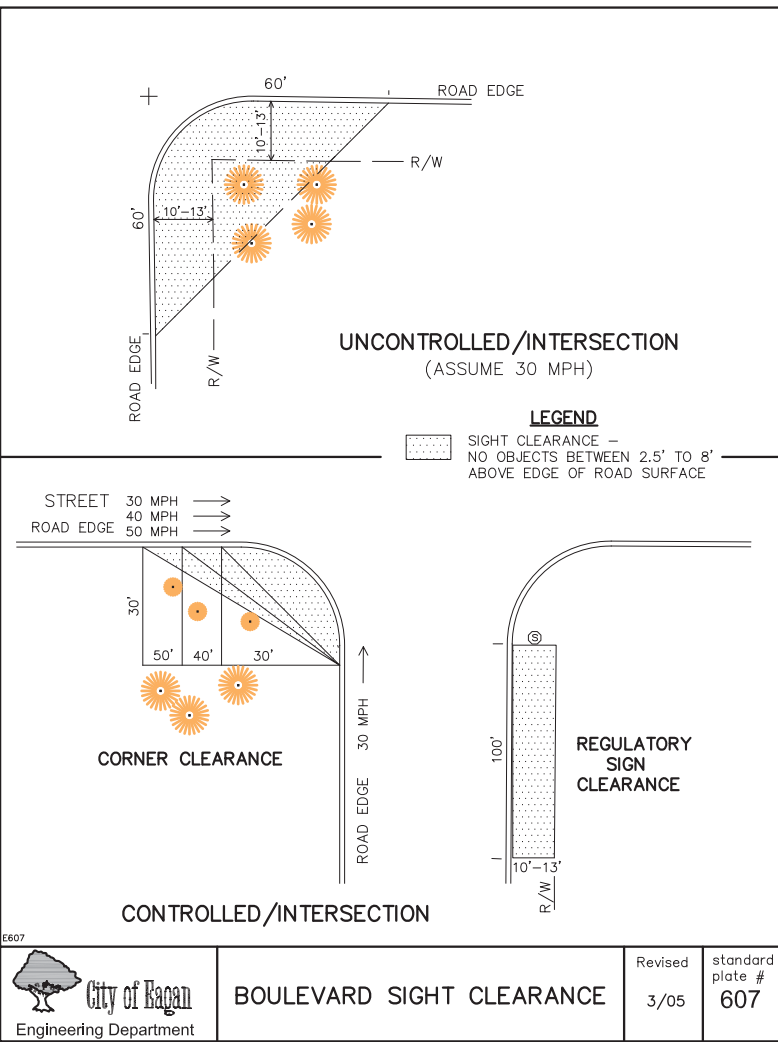 60'
ROAD EDGE
10'-13'
R/W
60'
10'-13'
ROAD EDGE
R/W
UNCONTROLLED/INTERSECTION
(ASSUME 30 MPH)
LEGEND
SIGHT CLEARANCE –
NO OBJECTS BETWEEN 2.5' TO 8'
ABOVE EDGE OF ROAD SURFACE
STREET 30 MPH
40 MPH
ROAD EDGE 50 MPH
30'
50' 40' 30'
30 MPH
ROAD EDGE
CORNER CLEARANCE
S
100'
REGULATORY
SIGN
CLEARANCE
10'-13'
R/W
CONTROLLED/INTERSECTION
E607
City of Eagan
Engineering Department
BOULEVARD SIGHT CLEARANCE
Revised
3/05
standard
plate #
607